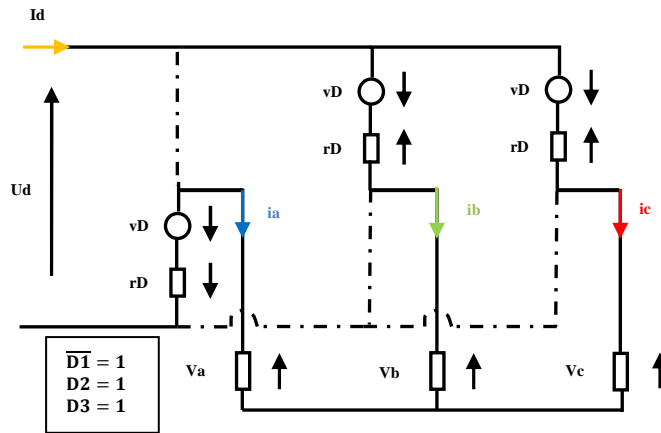 Id
vD
vD
rD
rD
Ud
ia
ib
ic
vD
rD
D̅1̅ = 1
D2 = 1
D3 = 1
Va
Vb
Vc